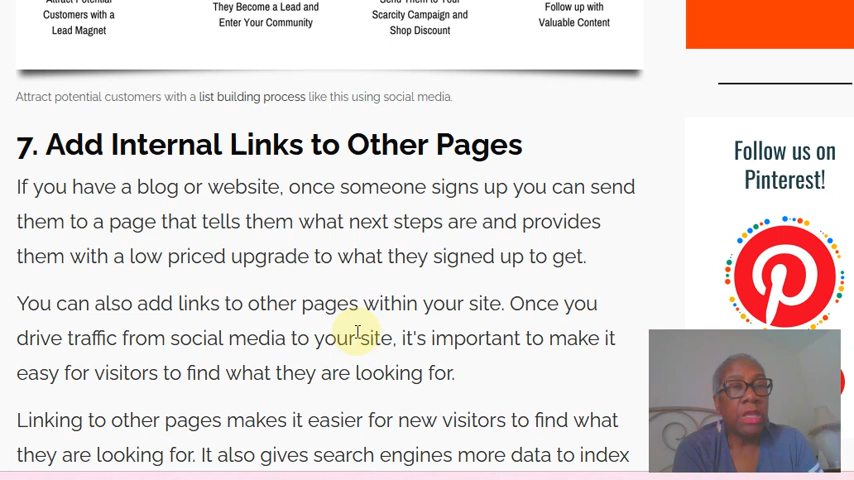 Attract Potential
Customers with a
Lead Magnet
They Become a Lead and
Enter Your Community
Send Them to Your
Scarcity Campaign and
Shop Discount
Follow up with
Valuable Content
Attract potential customers with a list building process like this using social media.
7. Add Internal Links to Other Pages
If you have a blog or website, once someone signs up you can send
them to a page that tells them what next steps are and provides
them with a low priced upgrade to what they signed up to get.
You can also add links to other pages within your site. Once you
drive traffic from social media to your site, it's important to make it
easy for visitors to find what they are looking for.
Linking to other pages makes it easier for new visitors to find what
they are looking for. It also gives search engines more data to index
Follow us on
Pinterest!